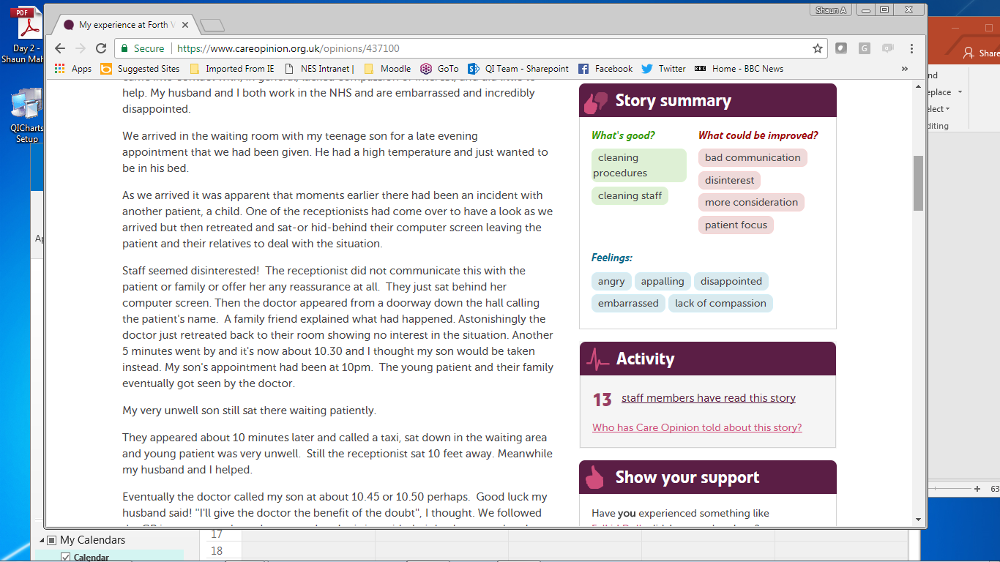 PDF
Day 2 -
Shaun Mah
QICharts
Setup
Shaun A
My experience at Forth V
Secure
https://www.careopinion.org.uk/opinions/437100
Apps
Suggested Sites
Imported From IE
NES Intranet |
Moodle
GoTo
QI Team - Sharepoint
Facebook
Twitter
BBC
Home - BBC News
»
help. My husband and I both work in the NHS and are embarrassed and incredibly
disappointed.
We arrived in the waiting room with my teenage son for a late evening
appointment that we had been given. He had a high temperature and just wanted to
be in his bed.
As we arrived it was apparent that moments earlier there had been an incident with
another patient, a child. One of the receptionists had come over to have a look as we
arrived but then retreated and sat-or hid-behind their computer screen leaving the
patient and their relatives to deal with the situation.
Staff seemed disinterested!  The receptionist did not communicate this with the
patient or family or offer her any reassurance at all.  They just sat behind her
computer screen. Then the doctor appeared from a doorway down the hall calling
the patient's name.  A family friend explained what had happened. Astonishingly the
doctor just retreated back to their room showing no interest in the situation. Another
5 minutes went by and it's now about 10.30 and I thought my son would be taken
instead. My son's appointment had been at 10pm.  The young patient and their family
eventually got seen by the doctor.
My very unwell son still sat there waiting patiently.
They appeared about 10 minutes later and called a taxi, sat down in the waiting area
and young patient was very unwell.  Still the receptionist sat 10 feet away. Meanwhile
my husband and I helped.
Eventually the doctor called my son at about 10.45 or 10.50 perhaps.  Good luck my
husband said! "I'll give the doctor the benefit of the doubt", I thought. We followed
Story summary
What's good?
cleaning
procedures
cleaning staff
What could be improved?
bad communication
disinterest
more consideration
patient focus
Feelings:
angry
appalling
disappointed
embarrassed
lack of compassion
Activity
13 staff members have read this story
Who has Care Opinion told about this story?
Show your support
Have you experienced something like
Share
nd
eplace
elect
diting
63
Ap
My Calendars
Calendar
17
18